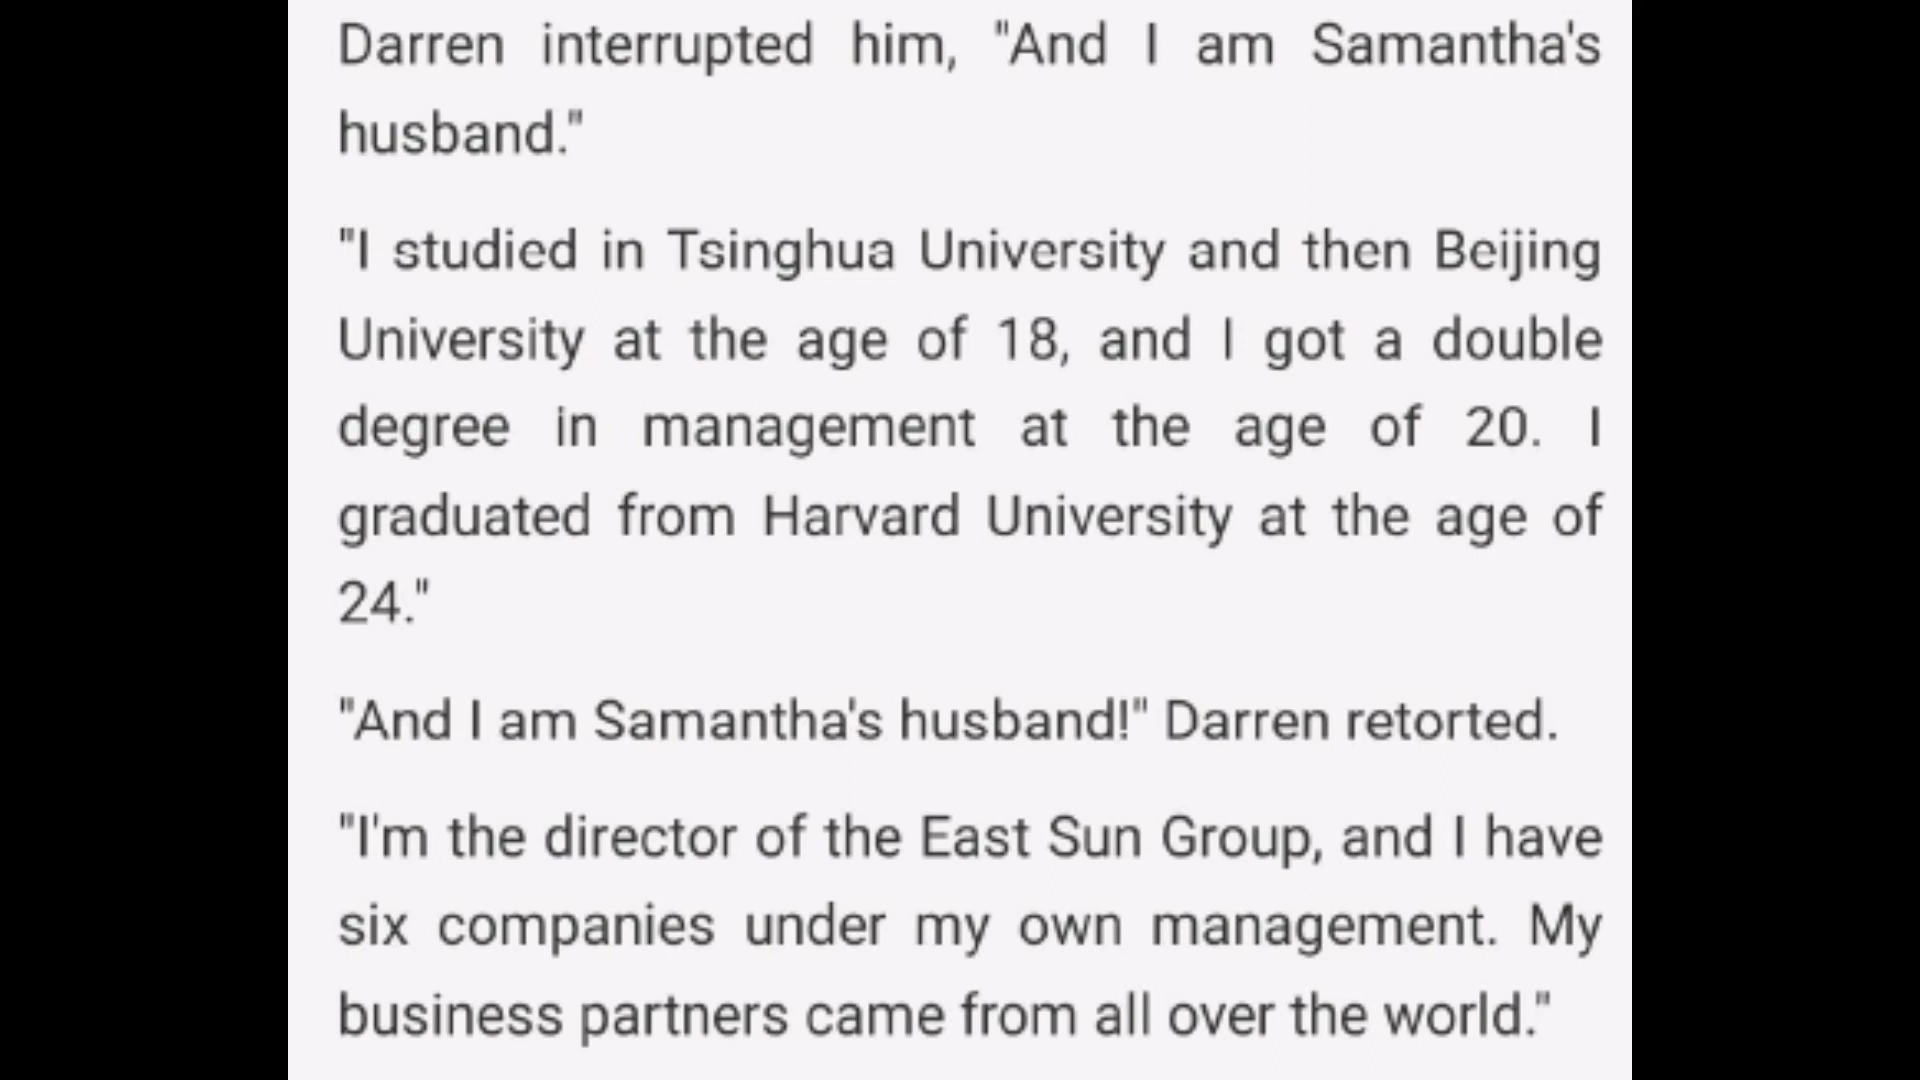 Darren interrupted him, "And I am Samantha's
husband."
"I studied in Tsinghua University and then Beijing
University at the age of 18, and I got a double
degree in management at the age of 20. I
graduated from Harvard University at the age of
24."
"And I am Samantha's husband!" Darren retorted.
"I'm the director of the East Sun Group, and I have
six companies under my own management. My
business partners came from all over the world."